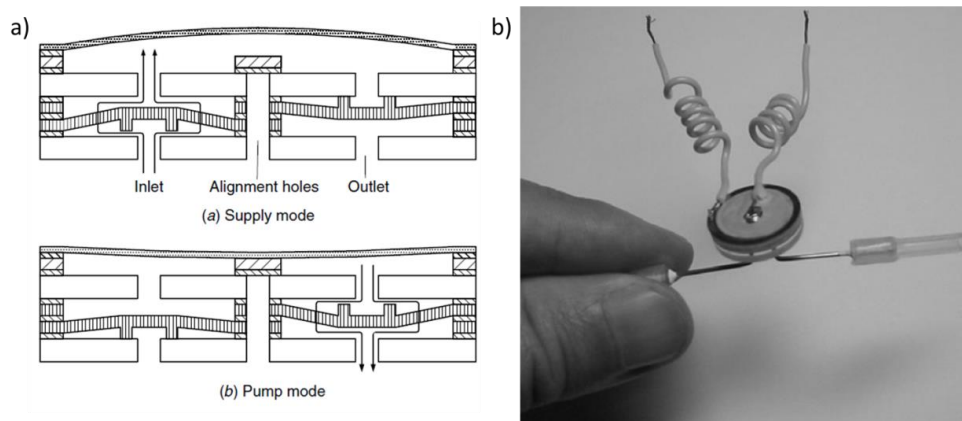 a)
b)
Inlet
Alignment holes
Outlet
(a) Supply mode
(b) Pump mode